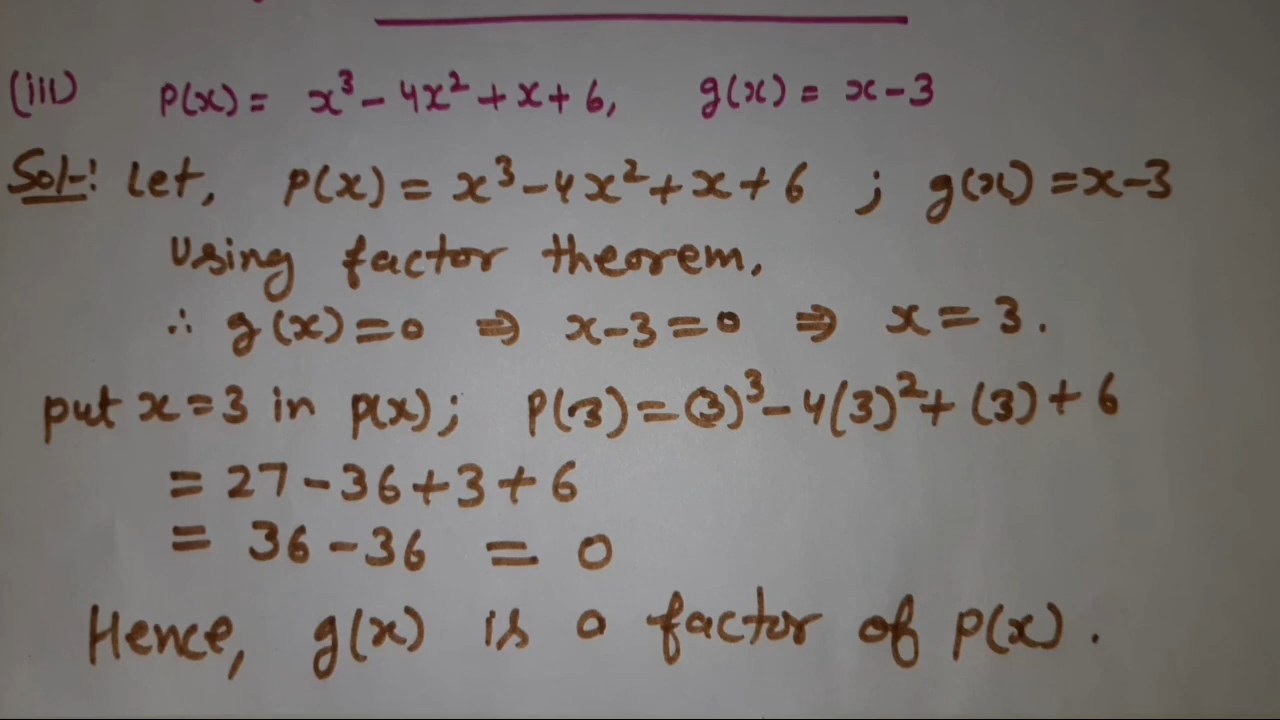 (iii) P(x) = x³ – 4x² + x + 6, g(x) = x – 3
Sol-: Let, P(x) = x³ – 4x² + x + 6 ; g(x) = x – 3
Using factor theorem,
∴ g(x) = 0 ⇒ x – 3 = 0 ⇒ x = 3.
put x = 3 in p(x); P(3) = (3)³ – 4(3)² + (3) + 6
= 27 – 36 + 3 + 6
= 36 – 36 = 0
Hence, g(x) is a factor of P(x).